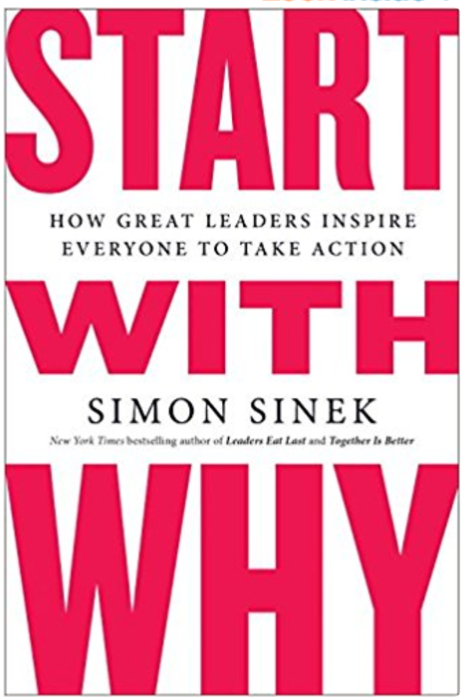 START
HOW GREAT LEADERS INSPIRE
EVERYONE TO TAKE ACTION
WITH
SIMON SINEK
New York Times bestselling author of Leaders Eat Last and Together Is Better
WHY